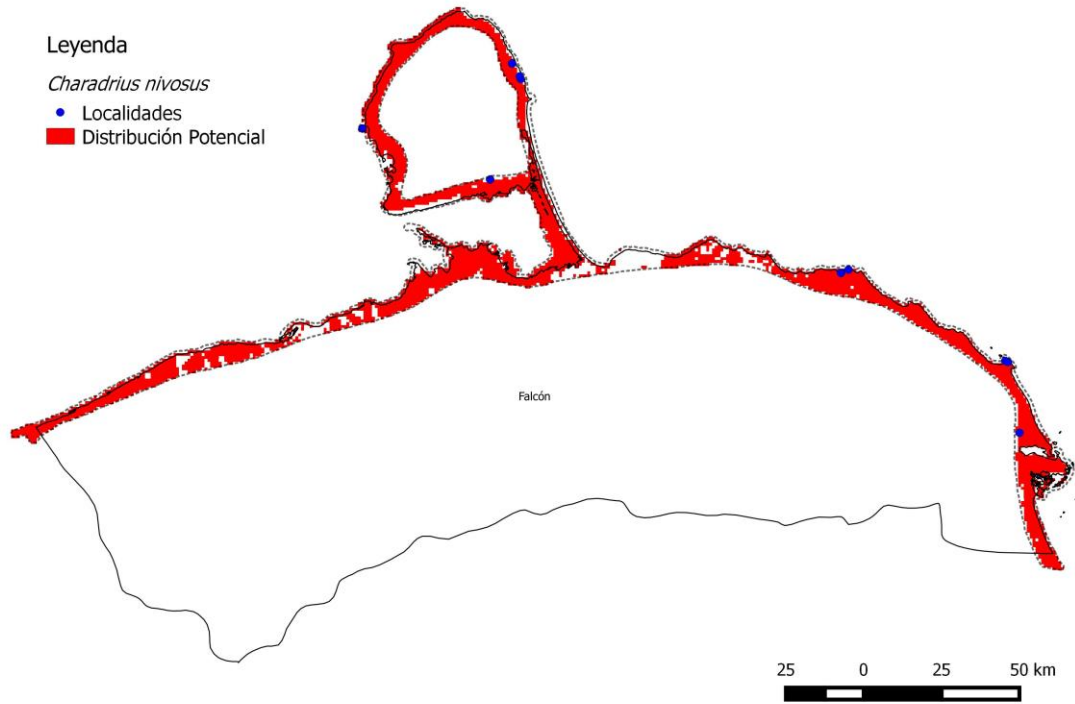 Leyenda
Charadrius nivosus
Localidades
Distribución Potencial
Falcón
25 0 25 50 km